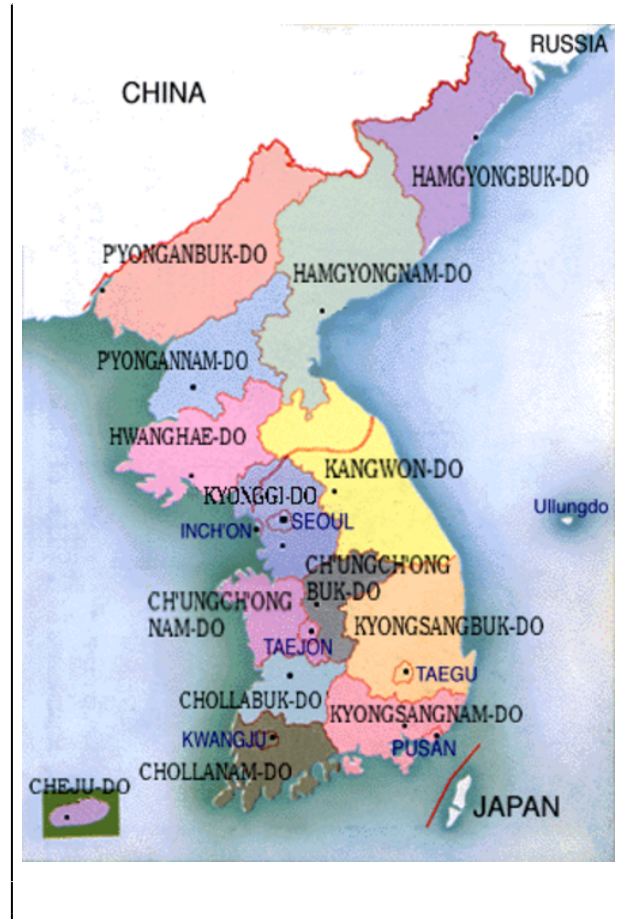 RUSSIA
CHINA
HAMGYONGBUK-DO
P'YONGANBUK-DO
HAMGYONGNAM-DO
P'YONGANNAM-DO
HWANGHAE-DO
KANGWON-DO
KYONGGI-DO
Ullungdo
SEOUL
INCH'ON
CH'UNGCH'ONG
BUK-DO
CH'UNGCH'ONG
NAM-DO
KYONGSANGBUK-DO
TAEJON
TAEGU
CHOLLABUK-DO
KYONGSANGNAM-DO
KWANGJU
PUSAN
CHOLLANAM-DO
CHEJU-DO
JAPAN